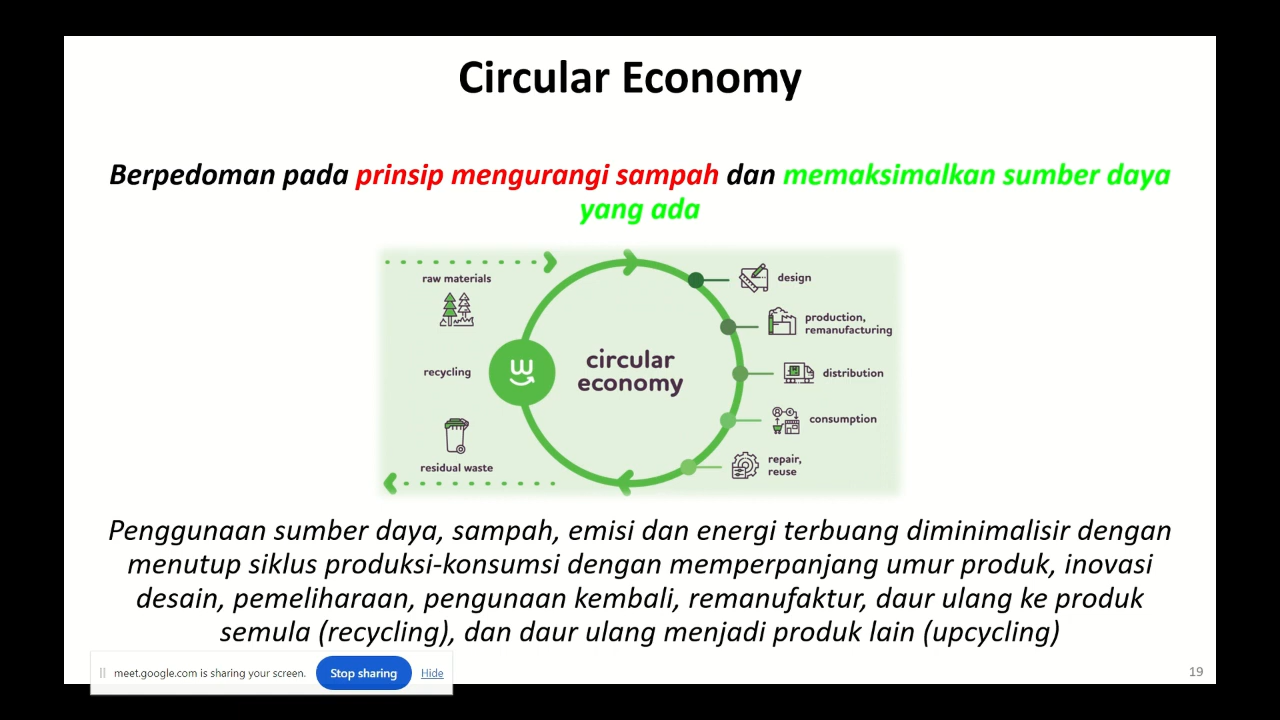 Circular Economy
Berpedoman pada prinsip mengurangi sampah dan memaksimalkan sumber daya
yang ada
raw materials
recycling
residual waste
circular
economy
design
production,
remanufacturing
distribution
consumption
repair,
reuse
Penggunaan sumber daya, sampah, emisi dan energi terbuang diminimalisir dengan
menutup siklus produksi-konsumsi dengan memperpanjang umur produk, inovasi
desain, pemeliharaan, pengunaan kembali, remanufaktur, daur ulang ke produk
semula (recycling), dan daur ulang menjadi produk lain (upcycling)
meet.google.com is sharing your screen. Stop sharing Hide
19